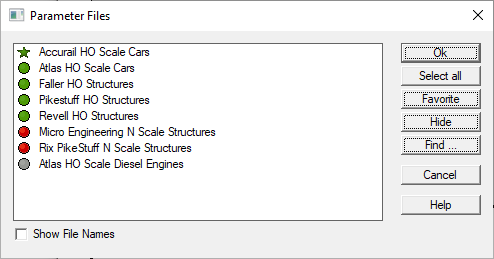 Parameter Files
Accurail HO Scale Cars
Atlas HO Scale Cars
Faller HO Structures
Pikestuff HO Structures
Revell HO Structures
Micro Engineering N Scale Structures
Rix PikeStuff N Scale Structures
Atlas HO Scale Diesel Engines
Show File Names
Ok
Select all
Favorite
Hide
Find ...
Cancel
Help